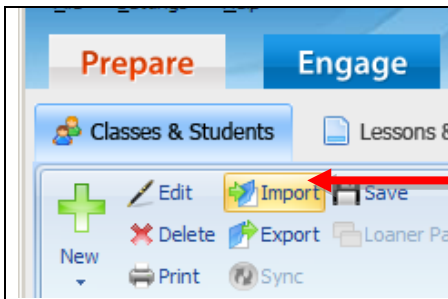 Prepare Engage
Classes & Students Lessons &
Edit Import Save
Delete Export Loaner Pa
New
Print Sync